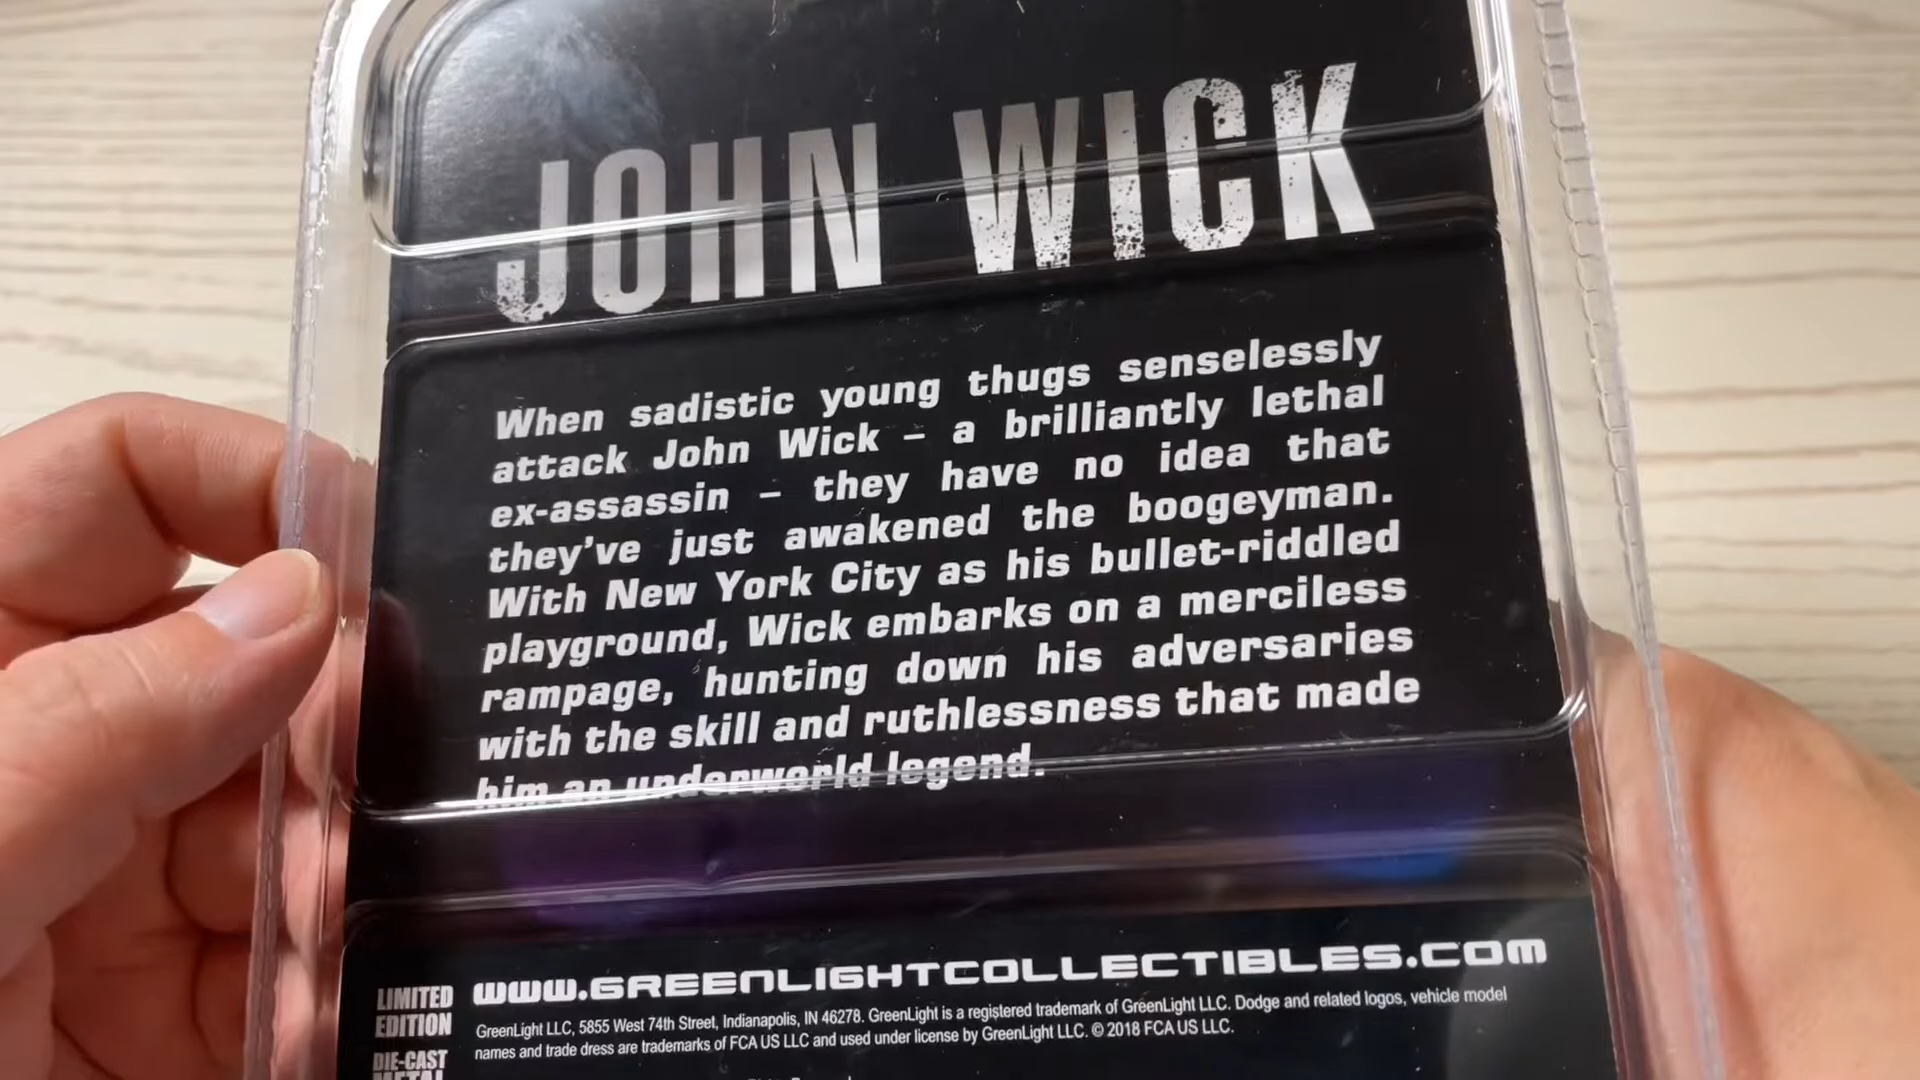 JOHN WICK
When sadistic young thugs senselessly
attack John Wick – a brilliantly lethal
ex-assassin – they have no idea that
they've just awakened the boogeyman.
With New York City as his bullet-riddled
playground, Wick embarks on a merciless
rampage, hunting down his adversaries
with the skill and ruthlessness that made
him an underworld legend.
LIMITED
EDITION
DIE-CAST
METAL
WWW.GREENLIGHTCOLLECTIBLES.COM
GreenLight LLC, 5855 West 74th Street, Indianapolis, IN 46278. GreenLight is a registered trademark of GreenLight LLC. Dodge and related logos, vehicle model
names and trade dress are trademarks of FCA US LLC and used under license by GreenLight LLC. © 2018 FCA US LLC.